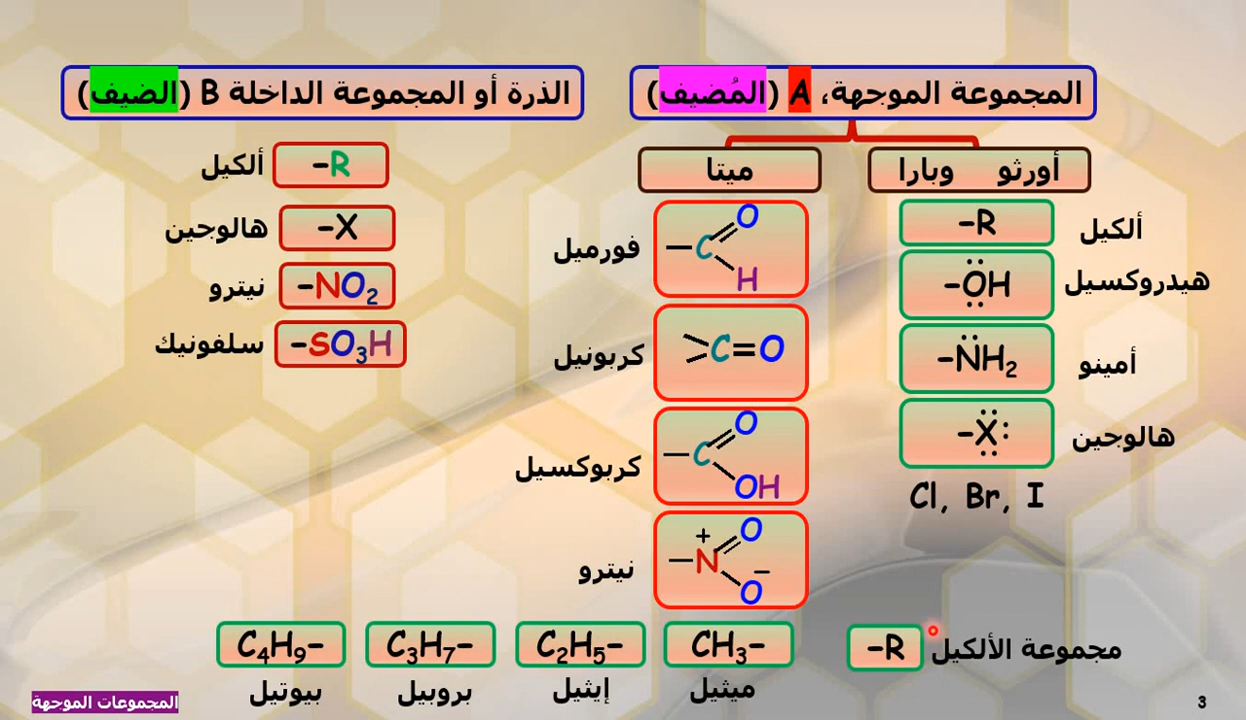 المجموعة الموجهة، A (المُضيف)
الذرة أو المجموعة الداخلة B (الضيف)
أورثو وبارا
ميتا
ألكيل –R
هيدروكسيل –OH
أمينو –NH₂
هالوجين –X:
Cl, Br, I
فورميل –C=O H
كربونيل >C=O
كربوكسيل –C=O OH
نيترو –N⁺=O O⁻
ألكيل –R
هالوجين –X
نيترو –NO₂
سلفونيك –SO₃H
مجموعة الألكيل –R
CH₃– C₂H₅– C₃H₇– C₄H₉–
ميثيل إيثيل بروبيل بيوتيل
المجموعات الموجهة
3